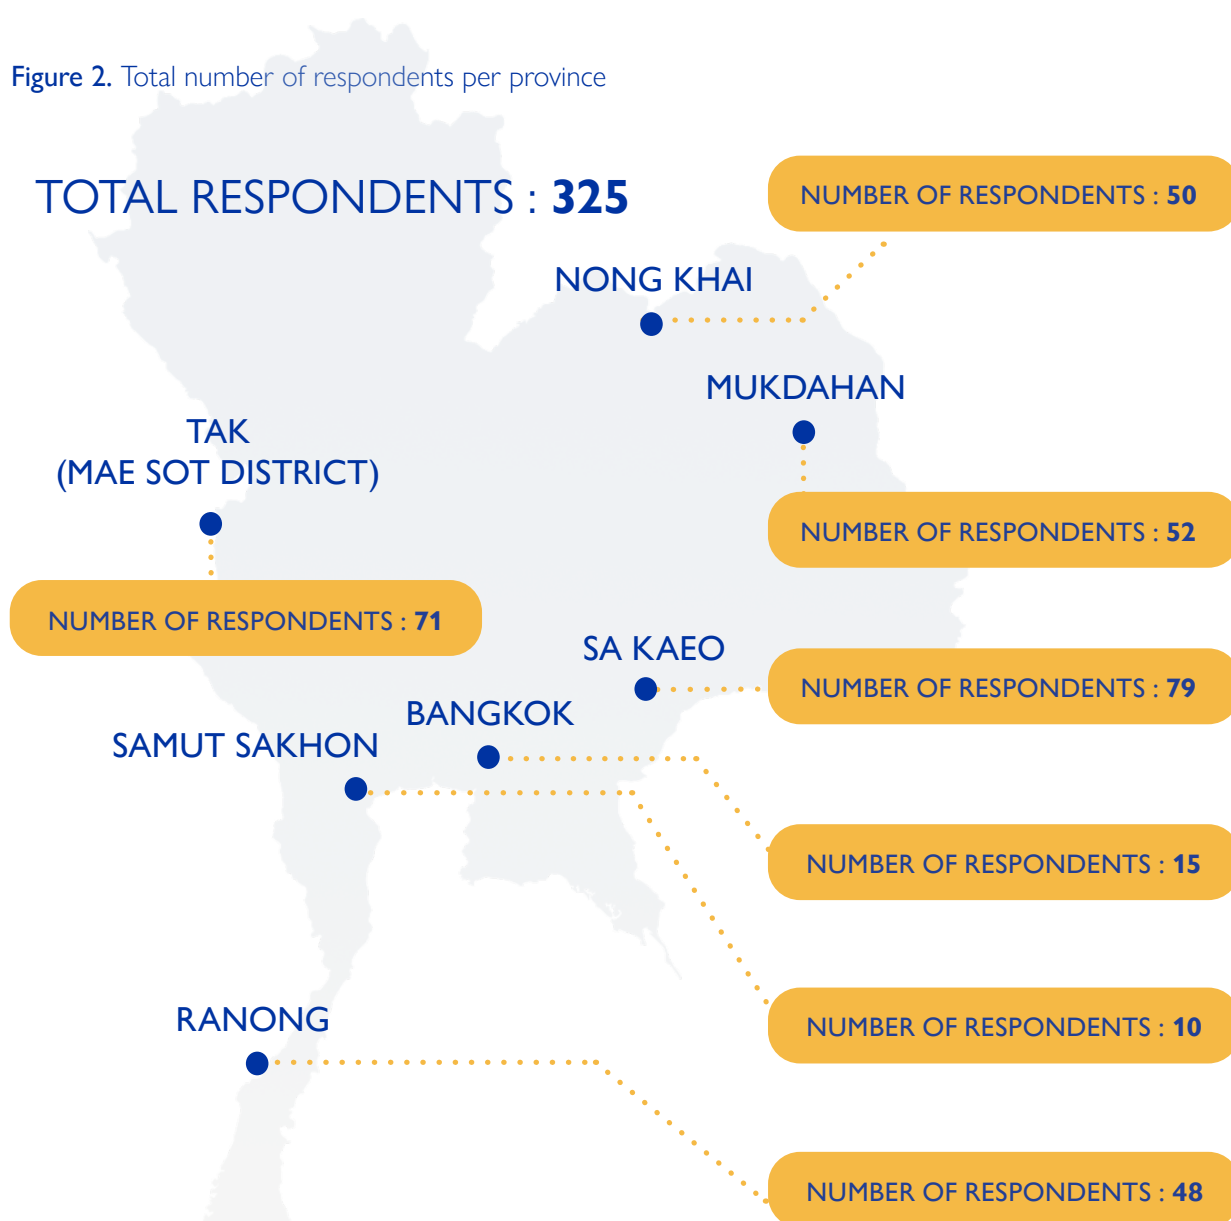 Figure 2. Total number of respondents per province
TOTAL RESPONDENTS : 325
NUMBER OF RESPONDENTS : 50
NONG KHAI
MUKDAHAN
TAK
(MAE SOT DISTRICT)
NUMBER OF RESPONDENTS : 52
NUMBER OF RESPONDENTS : 71
SA KAEO
NUMBER OF RESPONDENTS : 79
BANGKOK
SAMUT SAKHON
NUMBER OF RESPONDENTS : 15
NUMBER OF RESPONDENTS : 10
RANONG
NUMBER OF RESPONDENTS : 48